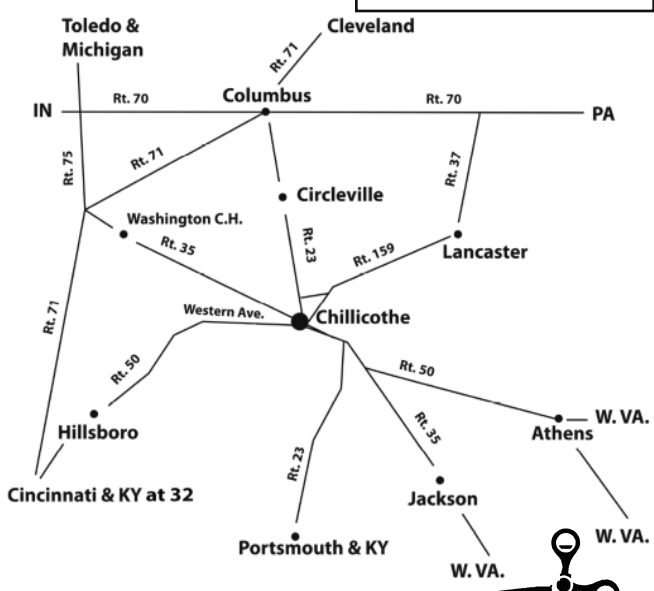 Toledo &
Michigan
Cleveland
Rt. 71
Columbus
IN
Rt. 70
Rt. 70
PA
Rt. 75
Rt. 71
Rt. 37
Circleville
Washington C.H.
Rt. 35
Rt. 23
Rt. 159
Lancaster
Rt. 71
Western Ave.
Chillicothe
Rt. 50
Rt. 50
Hillsboro
Rt. 35
Athens
W. VA.
Rt. 23
Cincinnati & KY at 32
Jackson
Portsmouth & KY
W. VA.
W. VA.